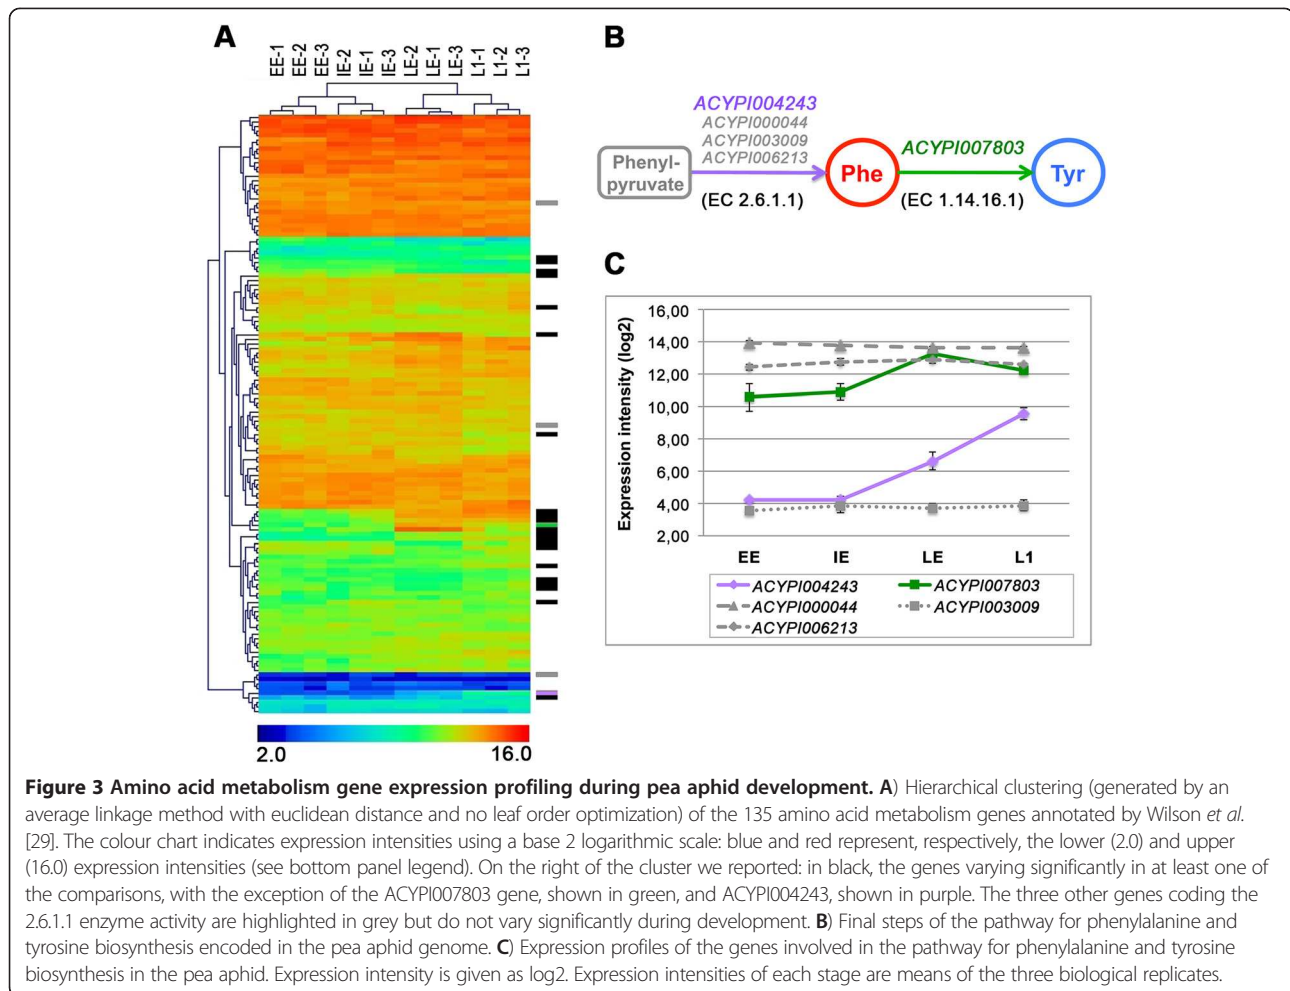 A
EE-1
EE-2
EE-3
IE-2
IE-1
IE-3
LE-2
LE-1
LE-3
L1-1
L1-2
L1-3
2.0
16.0
B
ACYPI004243
ACYPI000044
ACYPI003009
ACYPI006213
Phenyl-
pyruvate
(EC 2.6.1.1)
Phe
ACYPI007803
(EC 1.14.16.1)
Tyr
C
Expression intensity (log2)
16,00
14,00
12,00
10,00
8,00
6,00
4,00
2,00
EE
IE
LE
L1
ACYPI004243
ACYPI007803
ACYPI000044
ACYPI003009
ACYPI006213
Figure 3 Amino acid metabolism gene expression profiling during pea aphid development. A) Hierarchical clustering (generated by an
average linkage method with euclidean distance and no leaf order optimization) of the 135 amino acid metabolism genes annotated by Wilson et al.
[29]. The colour chart indicates expression intensities using a base 2 logarithmic scale: blue and red represent, respectively, the lower (2.0) and upper
(16.0) expression intensities (see bottom panel legend). On the right of the cluster we reported: in black, the genes varying significantly in at least one of
the comparisons, with the exception of the ACYPI007803 gene, shown in green, and ACYPI004243, shown in purple. The three other genes coding the
2.6.1.1 enzyme activity are highlighted in grey but do not vary significantly during development. B) Final steps of the pathway for phenylalanine and
tyrosine biosynthesis encoded in the pea aphid genome. C) Expression profiles of the genes involved in the pathway for phenylalanine and tyrosine
biosynthesis in the pea aphid. Expression intensity is given as log2. Expression intensities of each stage are means of the three biological replicates.